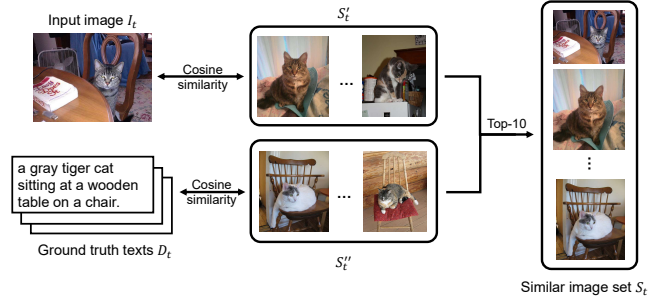 Input image I_t
S_t'
Cosine
similarity
...
Top-10
a gray tiger cat
sitting at a wooden
table on a chair.
Cosine
similarity
...
Ground truth texts D_t
S_t''
⋮
Similar image set S_t